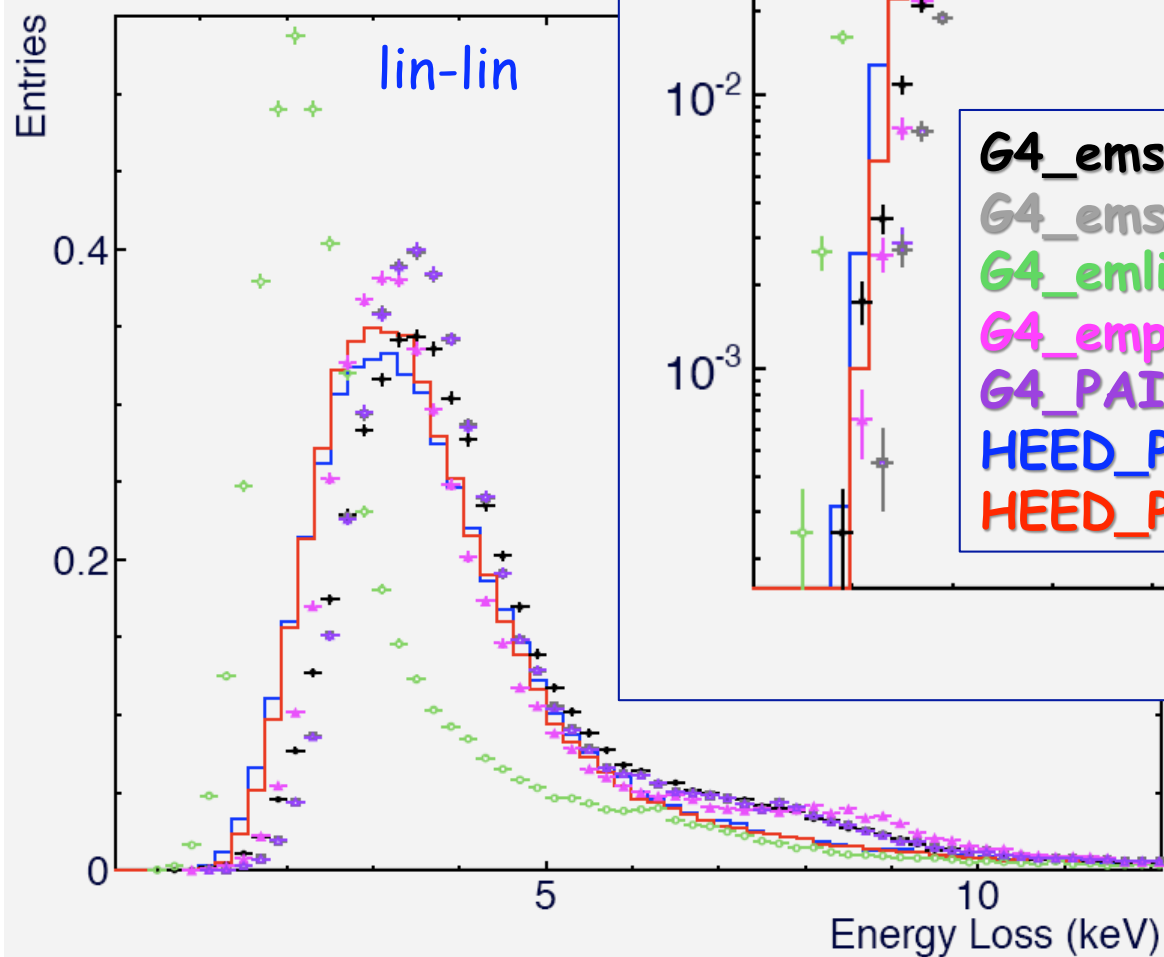 Entries
lin-lin
0.4
0.2
0
5
10
Energy Loss (keV)
10-2
10-3
G4_ems
G4_ems
G4_emli
G4_emp
G4_PAI
HEED_P
HEED_P